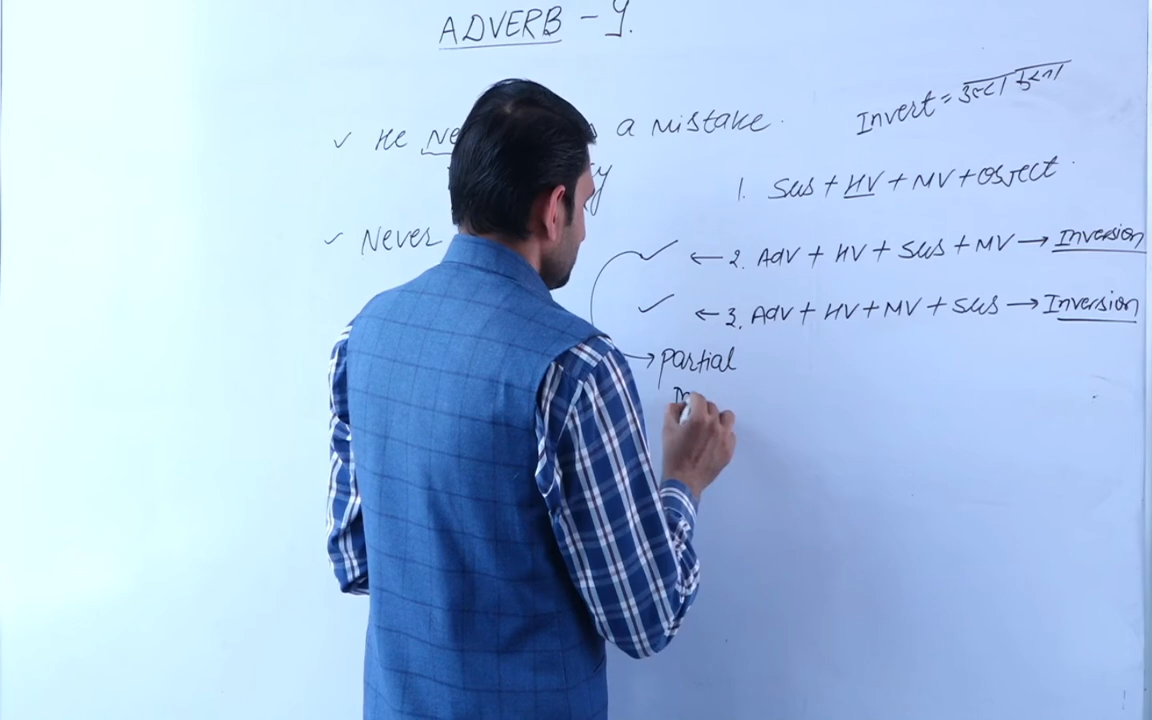 ADVERB - 9.
✓ He a mistake.
Invert = उल्टा करना
1. Sub + HV + MV + Object.
✓ Never
✓ ← 2. Adv + HV + Sub + MV → Inversion
✓ ← 3. Adv + HV + MV + Sub → Inversion
→ Partial